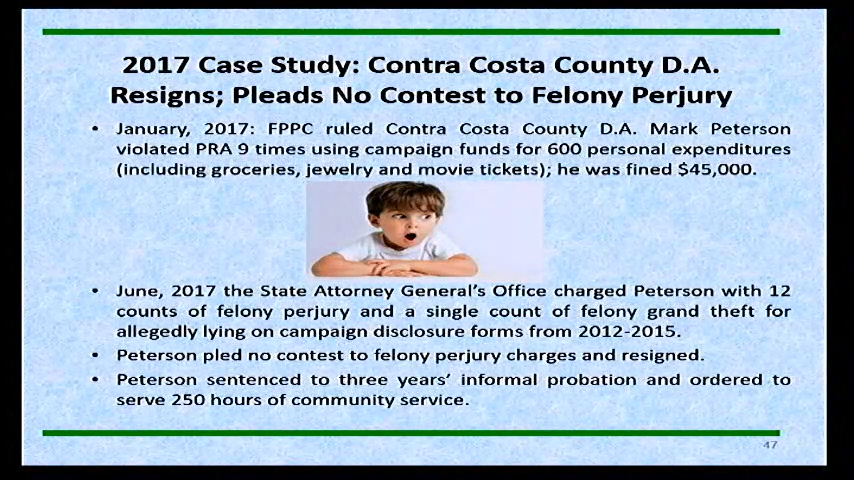 2017 Case Study: Contra Costa County D.A.
Resigns; Pleads No Contest to Felony Perjury
• January, 2017: FPPC ruled Contra Costa County D.A. Mark Peterson
violated PRA 9 times using campaign funds for 600 personal expenditures
(including groceries, jewelry and movie tickets); he was fined $45,000.
• June, 2017 the State Attorney General's Office charged Peterson with 12
counts of felony perjury and a single count of felony grand theft for
allegedly lying on campaign disclosure forms from 2012-2015.
• Peterson pled no contest to felony perjury charges and resigned.
• Peterson sentenced to three years' informal probation and ordered to
serve 250 hours of community service.
47